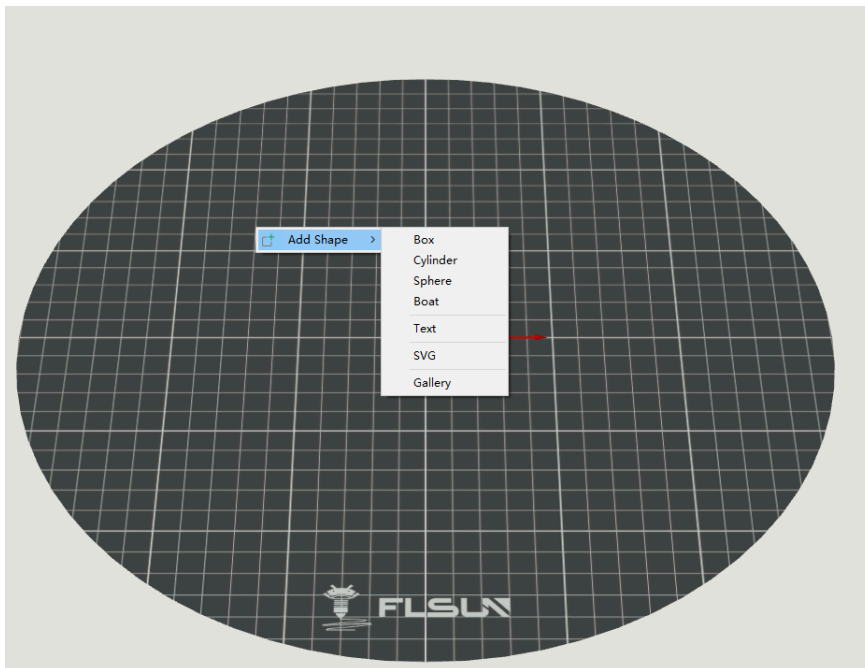 Add Shape
Box
Cylinder
Sphere
Boat
Text
SVG
Gallery
FLSUN